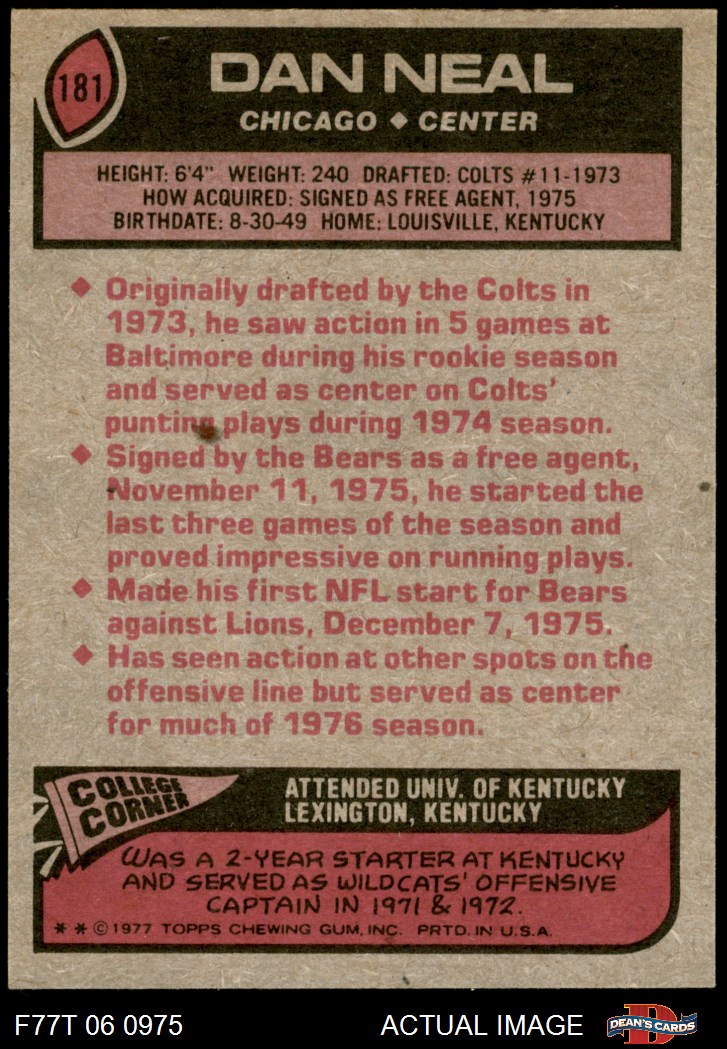 181
DAN NEAL
CHICAGO ◆ CENTER
HEIGHT: 6'4" WEIGHT: 240 DRAFTED: COLTS #11-1973
HOW ACQUIRED: SIGNED AS FREE AGENT, 1975
BIRTHDATE: 8-30-49 HOME: LOUISVILLE, KENTUCKY
◆ Originally drafted by the Colts in
1973, he saw action in 5 games at
Baltimore during his rookie season
and served as center on Colts'
punting plays during 1974 season.
◆ Signed by the Bears as a free agent,
November 11, 1975, he started the
last three games of the season and
proved impressive on running plays.
◆ Made his first NFL start for Bears
against Lions, December 7, 1975.
◆ Has seen action at other spots on the
offensive line but served as center
for much of 1976 season.
COLLEGE
CORNER
ATTENDED UNIV. OF KENTUCKY
LEXINGTON, KENTUCKY
WAS A 2-YEAR STARTER AT KENTUCKY
AND SERVED AS WILDCATS' OFFENSIVE
CAPTAIN IN 1971 & 1972.
* * © 1977 TOPPS CHEWING GUM, INC. PRTD. IN U.S.A.
F77T 06 0975
ACTUAL IMAGE
DEAN'S CARDS